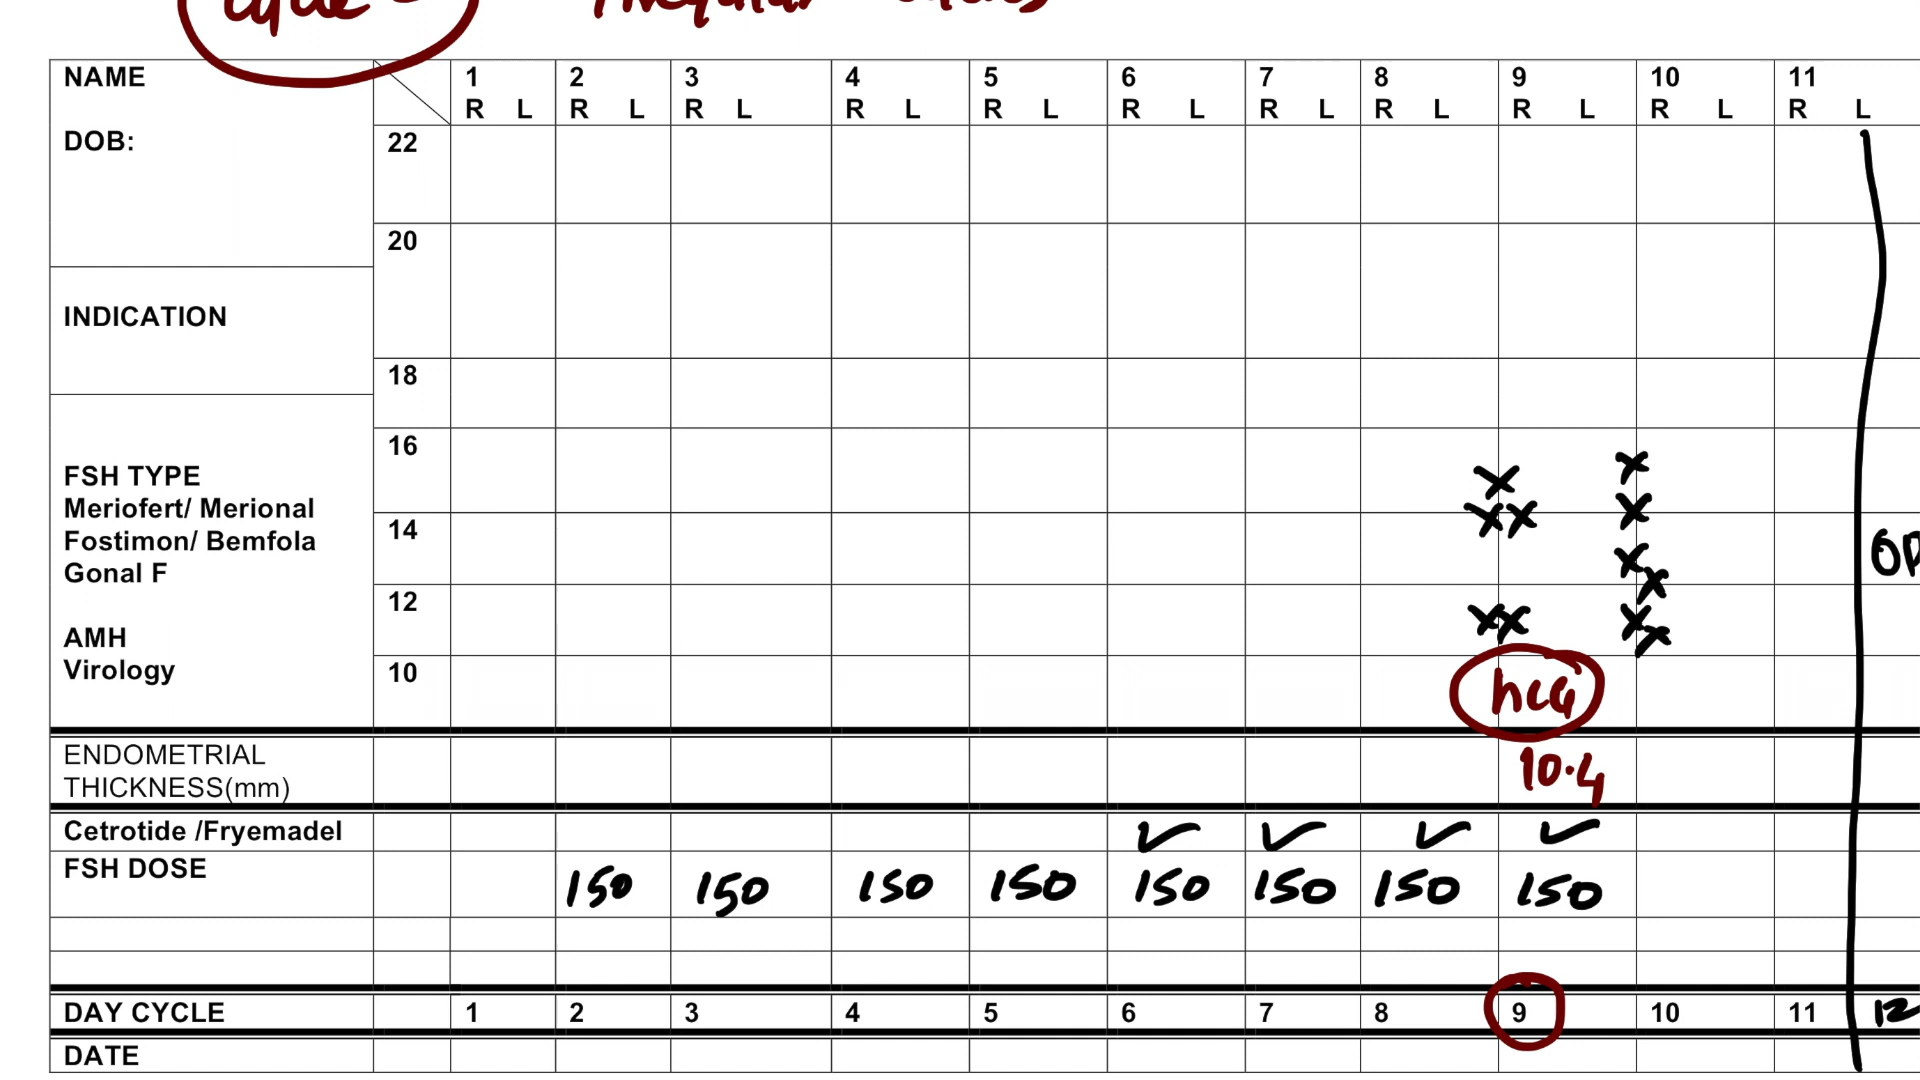 cycle
irregular cycles
NAME 1 2 3 4 5 6 7 8 9 10 11
R L R L R L R L R L R L R L R L R L R L R L
DOB: 22
20
INDICATION
18
16
FSH TYPE
Meriofert/ Merional
14
Fostimon/ Bemfola
Gonal F
12
AMH
Virology
10
hCG
ENDOMETRIAL
THICKNESS(mm) 10.4
Cetrotide /Fryemadel ✓ ✓ ✓ ✓
FSH DOSE 150 150 150 150 150 150 150 150
DAY CYCLE 1 2 3 4 5 6 7 8 9 10 11 12
DATE